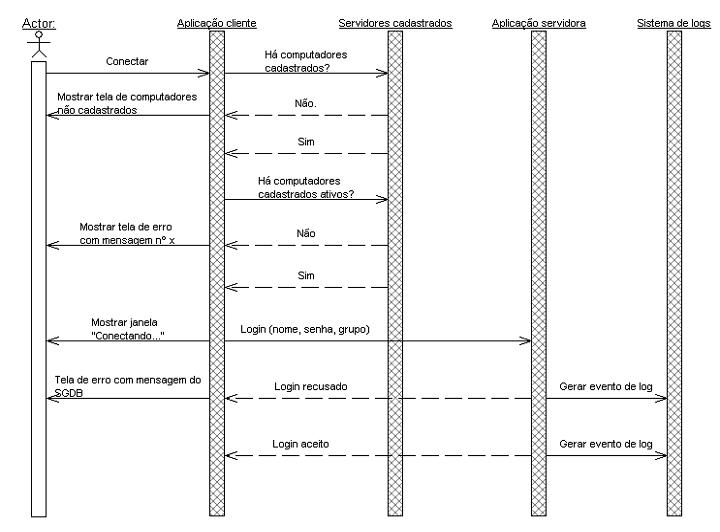 Actor:
Aplicação cliente
Servidores cadastrados
Aplicação servidora
Sistema de logs
Conectar
Há computadores
cadastrados?
Mostrar tela de computadores
não cadastrados
Não.
Sim
Há computadores
cadastrados ativos?
Mostrar tela de erro
com mensagem nº x
Não
Sim
Mostrar janela
"Conectando..."
Login (nome, senha, grupo)
Tela de erro com mensagem do
SGDB
Login recusado
Gerar evento de log
Login aceito
Gerar evento de log